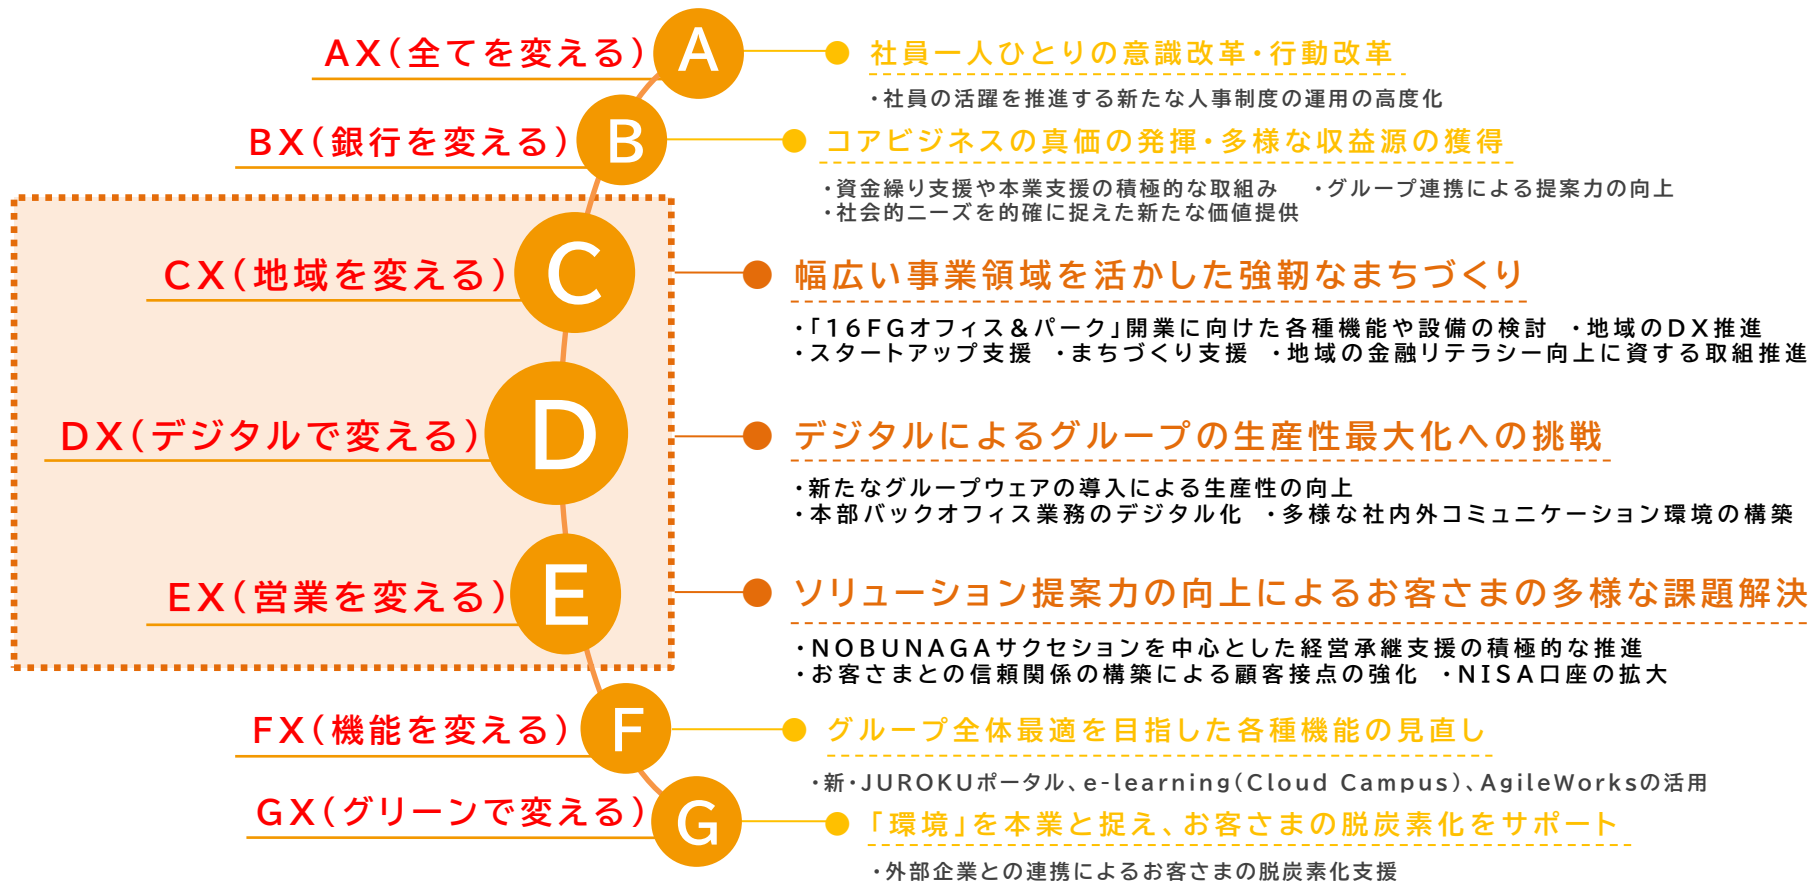 AX(全てを変える)
A
社員一人ひとりの意識改革・行動改革
・社員の活躍を推進する新たな人事制度の運用の高度化
BX(銀行を変える)
B
コアビジネスの真価の発揮・多様な収益源の獲得
・資金繰り支援や本業支援の積極的な取組み ・グループ連携による提案力の向上
・社会的ニーズを的確に捉えた新たな価値提供
CX(地域を変える)
C
幅広い事業領域を活かした強靭なまちづくり
・「16FGオフィス＆パーク」開業に向けた各種機能や設備の検討 ・地域のDX推進
・スタートアップ支援 ・まちづくり支援 ・地域の金融リテラシー向上に資する取組推進
DX(デジタルで変える)
D
デジタルによるグループの生産性最大化への挑戦
・新たなグループウェアの導入による生産性の向上
・本部バックオフィス業務のデジタル化 ・多様な社内外コミュニケーション環境の構築
EX(営業を変える)
E
ソリューション提案力の向上によるお客さまの多様な課題解決
・NOBUNAGAサクセションを中心とした経営承継支援の積極的な推進
・お客さまとの信頼関係の構築による顧客接点の強化 ・NISA口座の拡大
FX(機能を変える)
F
グループ全体最適を目指した各種機能の見直し
・新・JUROKUポータル、e-learning(Cloud Campus)、AgileWorksの活用
GX(グリーンで変える)
G
「環境」を本業と捉え、お客さまの脱炭素化をサポート
・外部企業との連携によるお客さまの脱炭素化支援